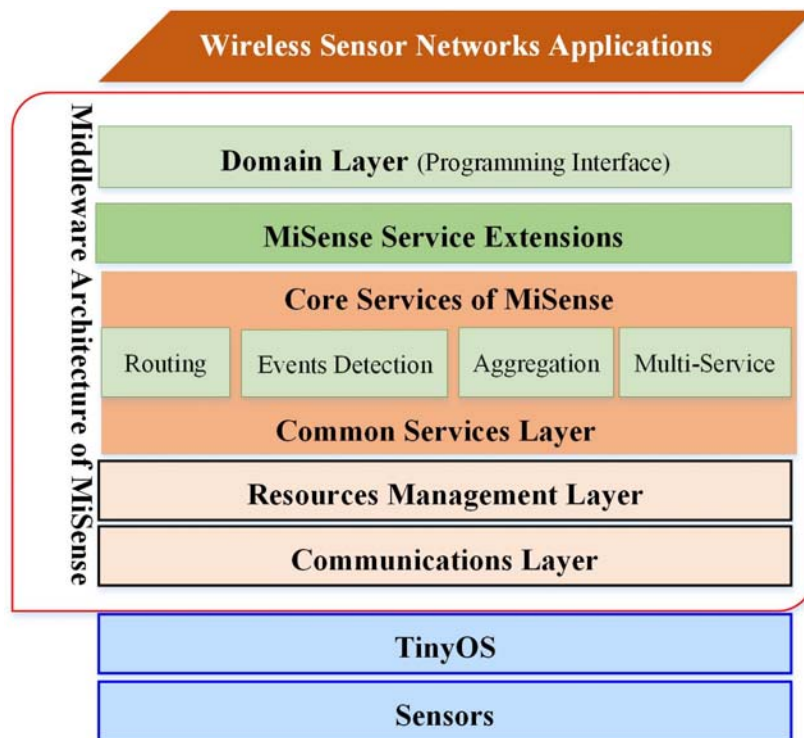 Wireless Sensor Networks Applications
Middleware Architecture of MiSense
Domain Layer (Programming Interface)
MiSense Service Extensions
Core Services of MiSense
Routing
Events Detection
Aggregation
Multi-Service
Common Services Layer
Resources Management Layer
Communications Layer
TinyOS
Sensors